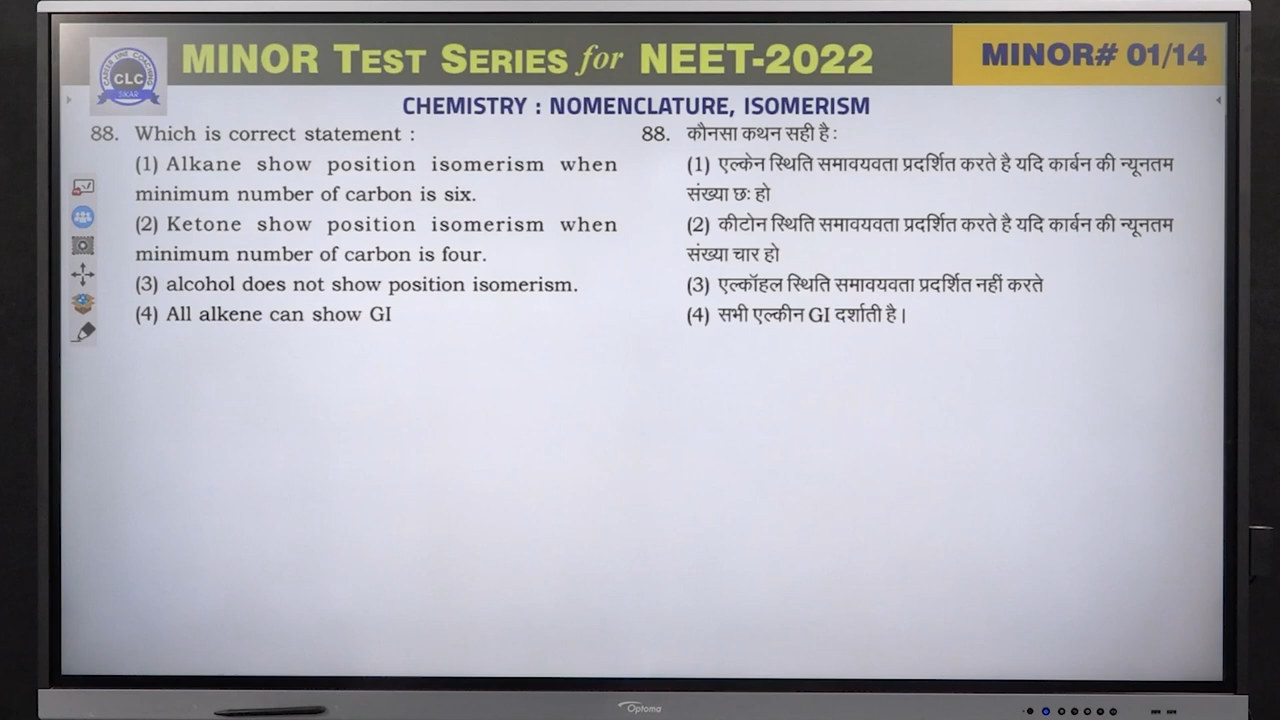 MINOR TEST SERIES for NEET-2022
MINOR# 01/14
CAREER LINE COACHING
CLC
SIKAR
CHEMISTRY : NOMENCLATURE, ISOMERISM
88. Which is correct statement :
(1) Alkane show position isomerism when
minimum number of carbon is six.
(2) Ketone show position isomerism when
minimum number of carbon is four.
(3) alcohol does not show position isomerism.
(4) All alkene can show GI
88. कौनसा कथन सही है :
(1) एल्केन स्थिति समावयवता प्रदर्शित करते है यदि कार्बन की न्यूनतम
संख्या छः हो
(2) कीटोन स्थिति समावयवता प्रदर्शित करते है यदि कार्बन की न्यूनतम
संख्या चार हो
(3) एल्कॉहल स्थिति समावयवता प्रदर्शित नहीं करते
(4) सभी एल्कीन GI दर्शाती है।
Optoma